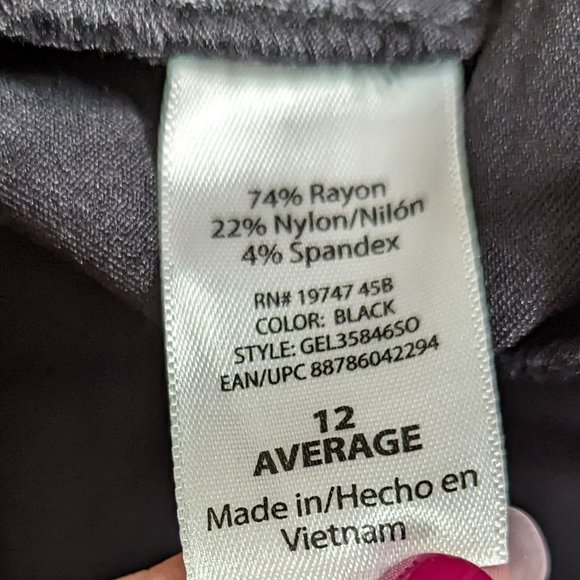 74% Rayon
22% Nylon/Nilón
4% Spandex
RN# 19747 45B
COLOR: BLACK
STYLE: GEL35846SO
EAN/UPC 88786042294
12
AVERAGE
Made in/Hecho en
Vietnam